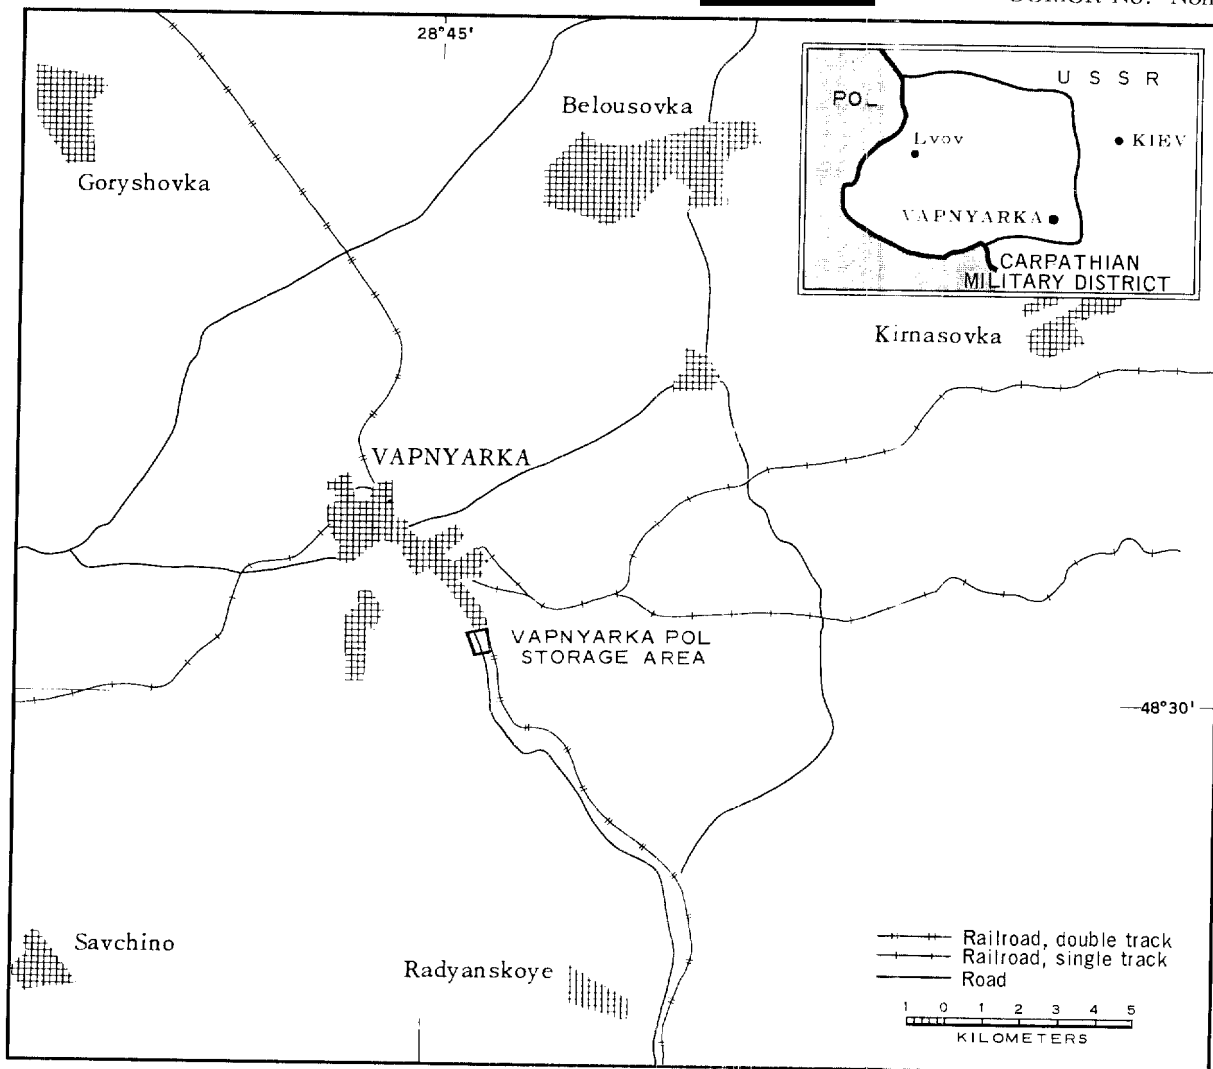 28°45'
Belousovka
Goryshovka
U S S R
POL
Lvov
KIEV
VAPNYARKA
CARPATHIAN
MILITARY DISTRICT
Kirnasovka
VAPNYARKA
VAPNYARKA POL
STORAGE AREA
48°30'
Savchino
Radyanskoye
Railroad, double track
Railroad, single track
Road
1 0 1 2 3 4 5
KILOMETERS